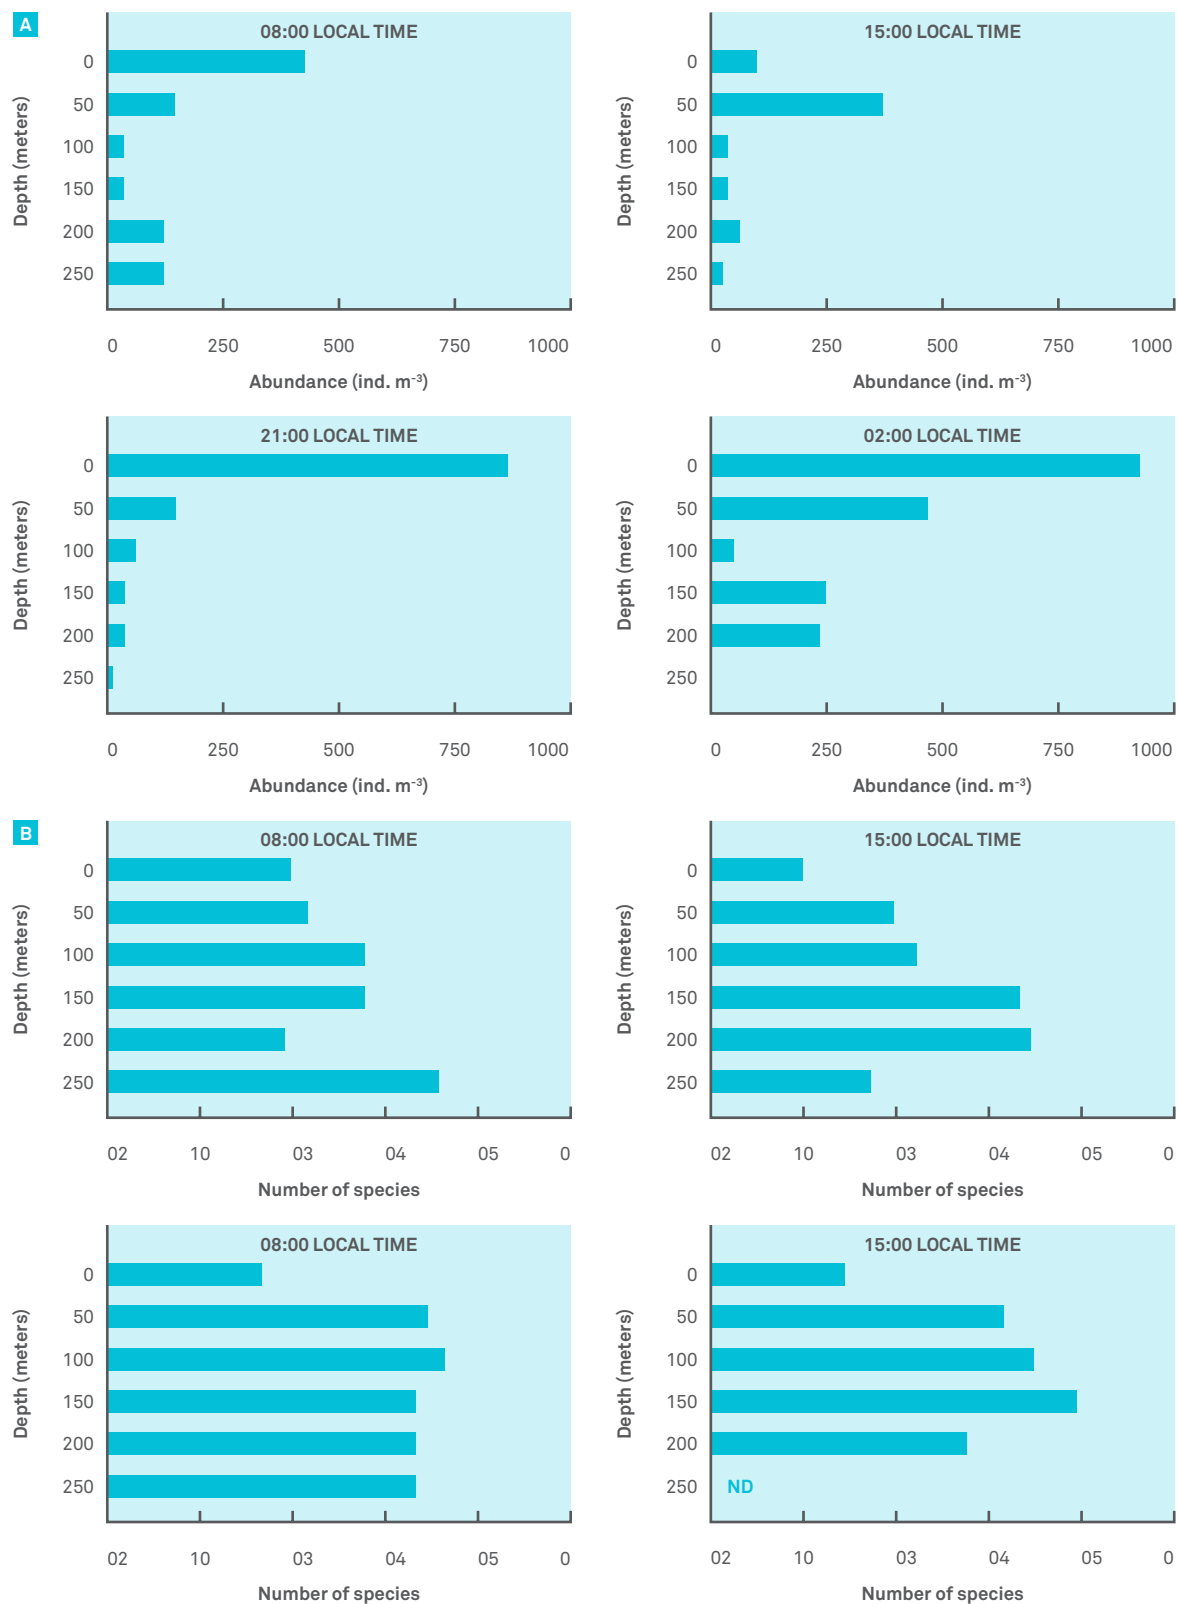 A
08:00 LOCAL TIME
Depth (meters)
0
50
100
150
200
250
0 250 500 750 1000
Abundance (ind. m⁻³)
15:00 LOCAL TIME
Depth (meters)
0
50
100
150
200
250
0 250 500 750 1000
Abundance (ind. m⁻³)
21:00 LOCAL TIME
Depth (meters)
0
50
100
150
200
250
0 250 500 750 1000
Abundance (ind. m⁻³)
02:00 LOCAL TIME
Depth (meters)
0
50
100
150
200
250
0 250 500 750 1000
Abundance (ind. m⁻³)
B
08:00 LOCAL TIME
Depth (meters)
0
50
100
150
200
250
02 10 03 04 05 0
Number of species
15:00 LOCAL TIME
Depth (meters)
0
50
100
150
200
250
02 10 03 04 05 0
Number of species
08:00 LOCAL TIME
Depth (meters)
0
50
100
150
200
250
02 10 03 04 05 0
Number of species
15:00 LOCAL TIME
Depth (meters)
0
50
100
150
200
250 ND
02 10 03 04 05 0
Number of species